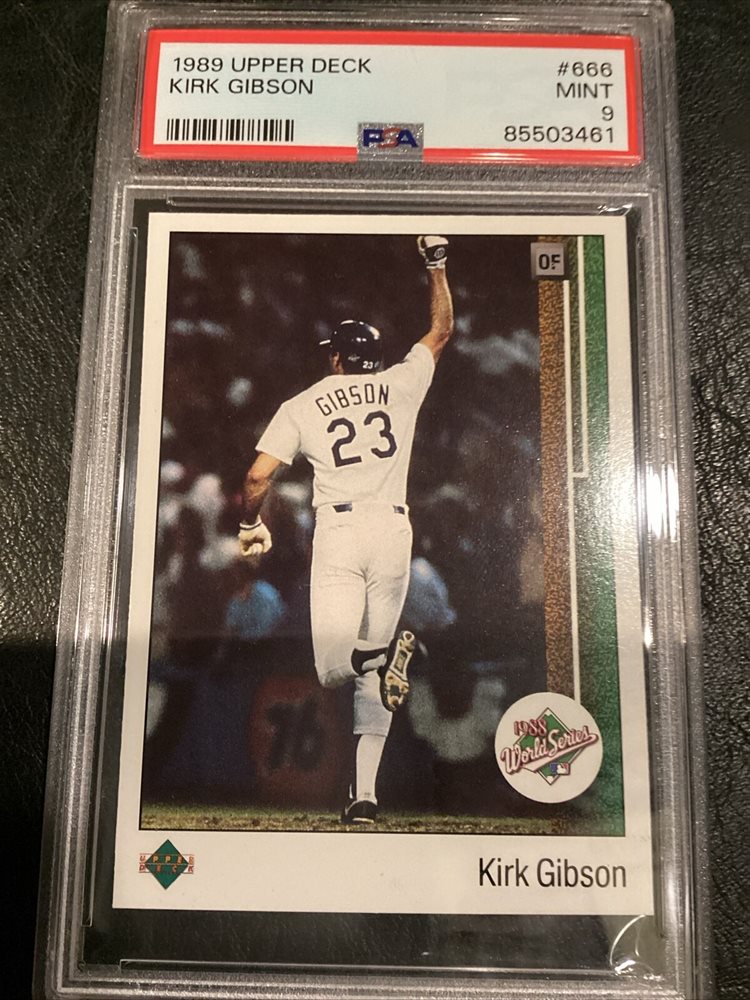 1989 UPPER DECK
KIRK GIBSON
#666
MINT
9
85503461
PSA
OF
23
GIBSON
23
1988
World Series
UPPER
DECK
Kirk Gibson